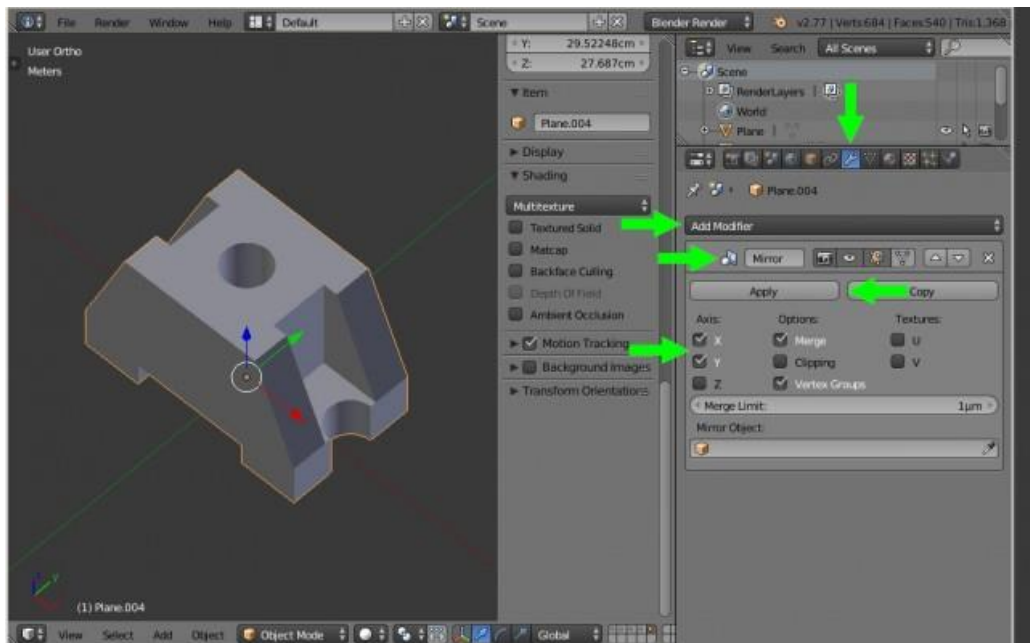 File Render Window Help Default Scene Blender Render v2.77 | Verts:684 | Faces:540 | Tris:1,368
User Ortho
Meters
(1) Plane.004
View Select Add Object Object Mode Global
Y: 29.52248cm
Z: 27.687cm
Item
Plane.004
Display
Shading
Multitexture
Textured Solid
Matcap
Backface Culling
Depth Of Field
Ambient Occlusion
Motion Tracking
Background Images
Transform Orientations
View Search All Scenes
Scene
RenderLayers
World
Plane
Plane.004
Add Modifier
Mirror
Apply Copy
Axis: Options: Textures:
X Merge U
Y Clipping V
Z Vertex Groups
Merge Limit: 1µm
Mirror Object: